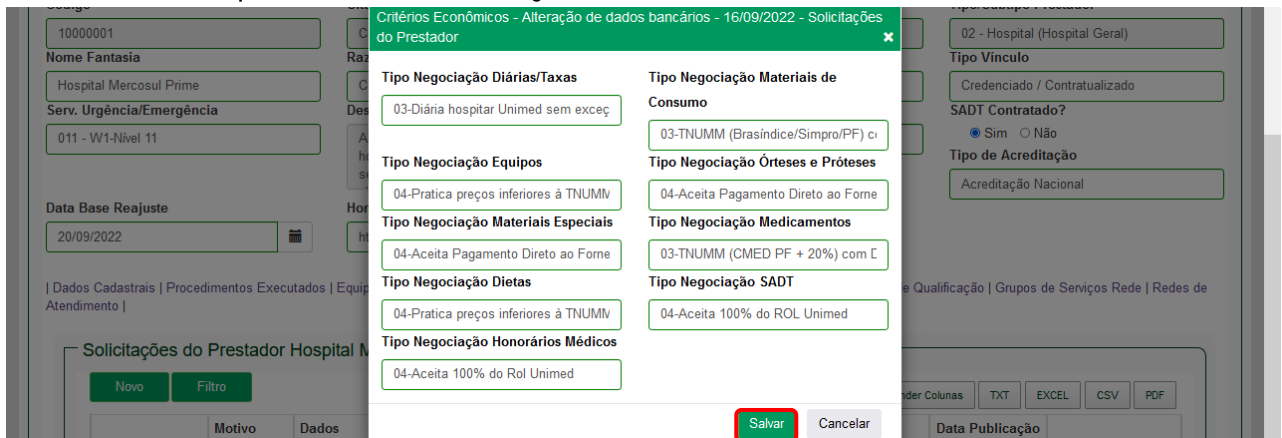 Critérios Econômicos - Alteração de dados bancários - 16/09/2022 - Solicitações
do Prestador
10000001
02 - Hospital (Hospital Geral)
Nome Fantasia
Tipo Vínculo
Hospital Mercosul Prime
Credenciado / Contratualizado
Serv. Urgência/Emergência
SADT Contratado?
011 - W1-Nível 11
Sim Não
Tipo de Acreditação
Acreditação Nacional
Data Base Reajuste
20/09/2022
Tipo Negociação Diárias/Taxas
03-Diária hospitar Unimed sem exceç
Tipo Negociação Materiais de
Consumo
03-TNUMM (Brasíndice/Simpro/PF)
Tipo Negociação Equipos
04-Pratica preços inferiores à
Tipo Negociação Órteses e Próteses
04-Aceita Pagamento Direto ao Forne
Tipo Negociação Materiais Especiais
04-Aceita Pagamento Direto ao Forne
Tipo Negociação Medicamentos
03-TNUMM (CMED PF + 20%) com
Tipo Negociação Dietas
04-Pratica preços inferiores à
Tipo Negociação SADT
04-Aceita 100% do ROL Unimed
Tipo Negociação Honorários Médicos
04-Aceita 100% do Rol Unimed
Salvar Cancelar
| Dados Cadastrais | Procedimentos Executados | Equip
e Qualificação | Grupos de Serviços Rede | Redes de
Atendimento |
Solicitações do Prestador Hospital
Novo Filtro
Colunas TXT EXCEL CSV PDF
Motivo Dados Data Publicação